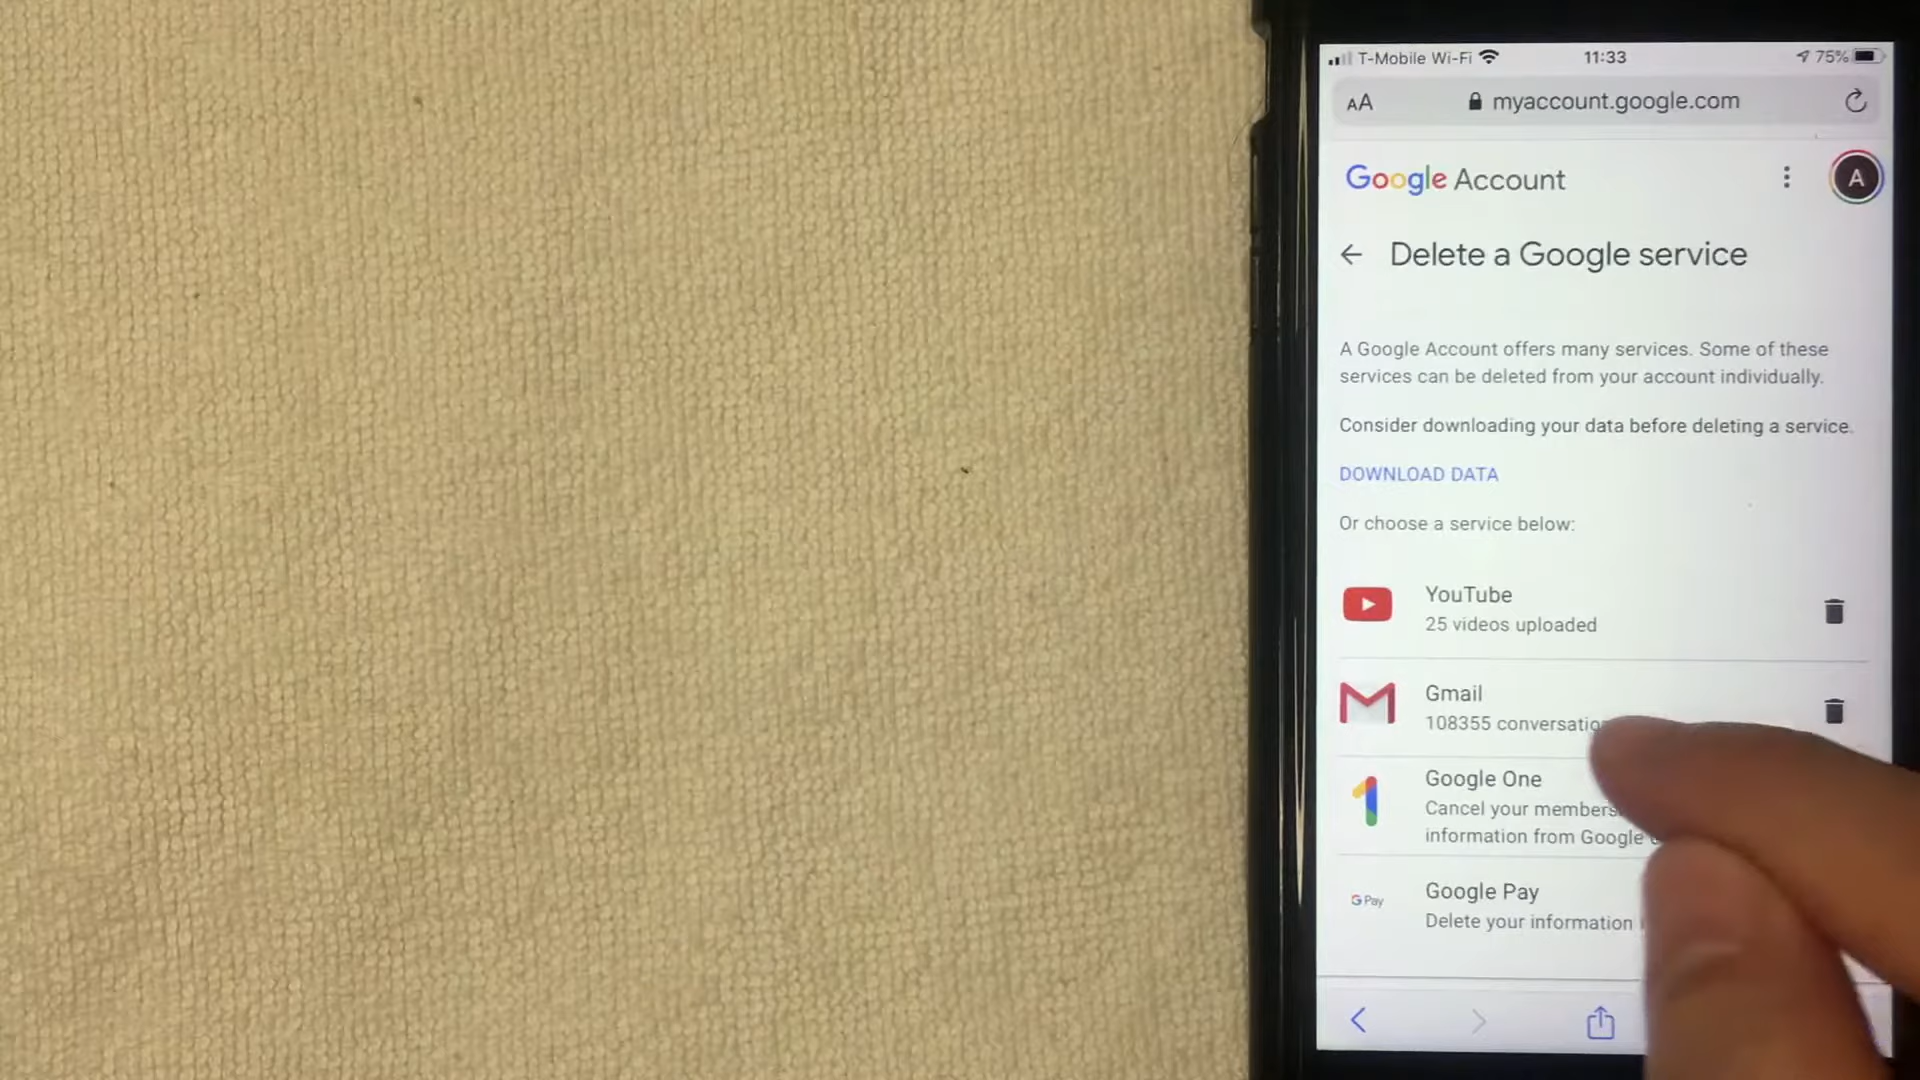 T-Mobile Wi-Fi 11:33 75%
AA myaccount.google.com
Google Account A
Delete a Google service
A Google Account offers many services. Some of these
services can be deleted from your account individually.
Consider downloading your data before deleting a service.
DOWNLOAD DATA
Or choose a service below:
YouTube
25 videos uploaded
Gmail
108355
Google One
Cancel your
information from Google
G Pay
Google Pay
Delete your information